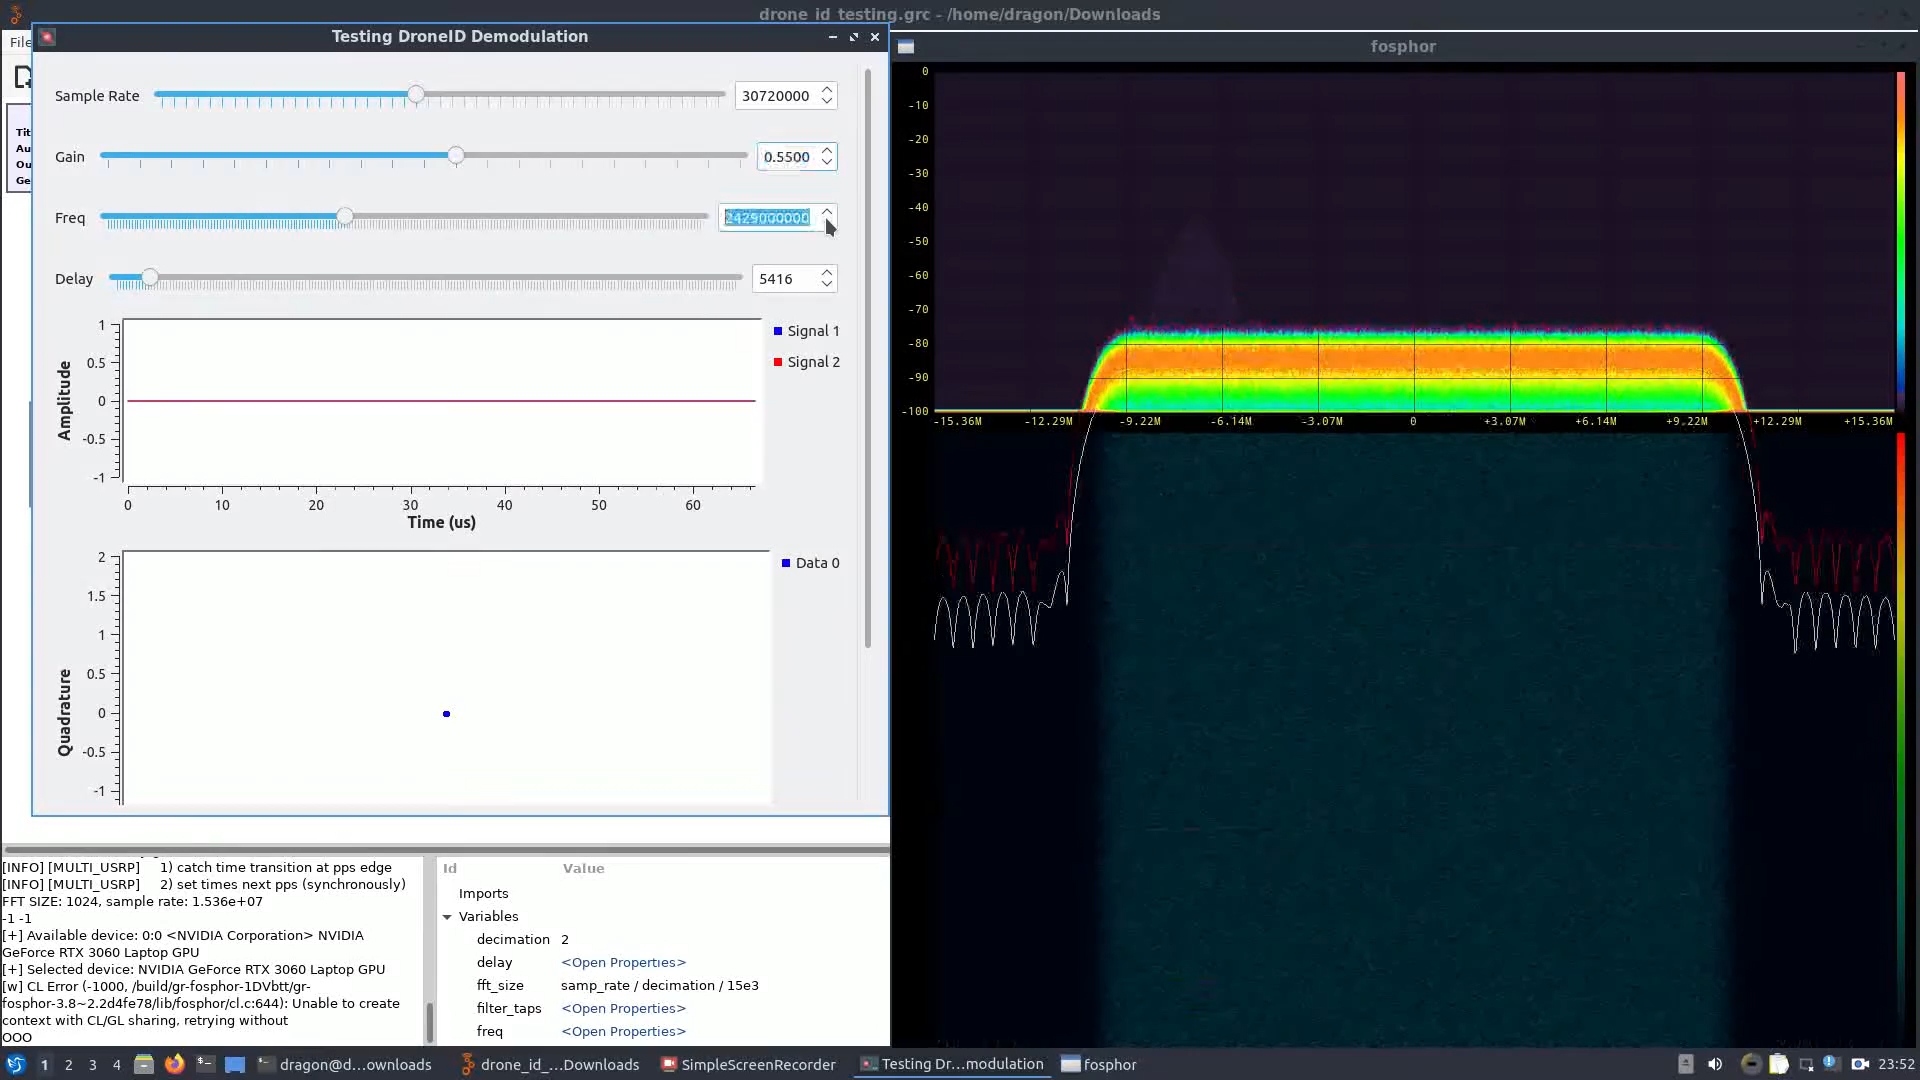 drone_id_testing.grc - /home/dragon/Downloads
File
Testing DroneID Demodulation
fosphor
Sample Rate
30720000
Gain
0.5500
Freq
2429000000
Delay
5416
Tit
Au
Ou
Ge
1
0.5
0
-0.5
-1
Amplitude
Signal 1
Signal 2
0 10 20 30 40 50 60
Time (us)
2
1.5
1
0.5
0
-0.5
-1
Quadrature
Data 0
0
-10
-20
-30
-40
-50
-60
-70
-80
-90
-100
-15.36M -12.29M -9.22M -6.14M -3.07M 0 +3.07M +6.14M +9.22M +12.29M +15.36M
[INFO] [MULTI_USRP] 1) catch time transition at pps edge
[INFO] [MULTI_USRP] 2) set times next pps (synchronously)
FFT SIZE: 1024, sample rate: 1.536e+07
-1 -1
[+] Available device: 0:0 <NVIDIA Corporation> NVIDIA
GeForce RTX 3060 Laptop GPU
[+] Selected device: NVIDIA GeForce RTX 3060 Laptop GPU
[w] CL Error (-1000, /build/gr-fosphor-1DVbtt/gr-
fosphor-3.8~2.2d4fe78/lib/fosphor/cl.c:644): Unable to create
context with CL/GL sharing, retrying without
OOO
Id Value
Imports
Variables
decimation 2
delay <Open Properties>
fft_size samp_rate / decimation / 15e3
filter_taps <Open Properties>
freq <Open Properties>
1 2 3 4 dragon@d...ownloads drone_id_...Downloads SimpleScreenRecorder Testing Dr...modulation fosphor 23:52